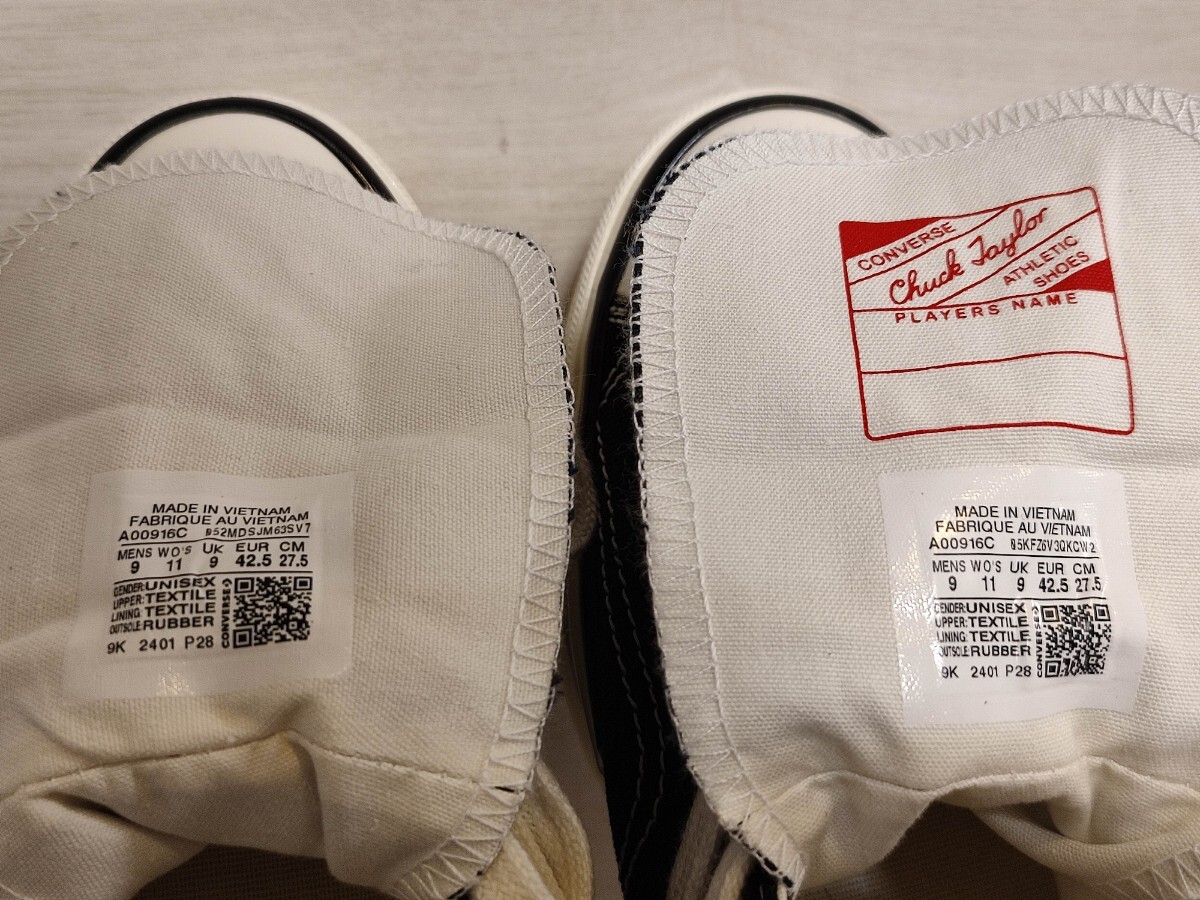 MADE IN VIETNAM
FABRIQUE AU VIETNAM
A00916C B52MDSJM63SV7
MENS WO'S UK EUR CM
9 11 9 42.5 27.5
GENDER: UNISEX
UPPER: TEXTILE
LINING: TEXTILE
OUTSOLE: RUBBER
CONVERSE
9K 2401 P28
CONVERSE
Chuck Taylor
ATHLETIC
SHOES
PLAYERS NAME
MADE IN VIETNAM
FABRIQUE AU VIETNAM
A00916C B5KFZ6V3QKCW2
MENS WO'S UK EUR CM
9 11 9 42.5 27.5
GENDER: UNISEX
UPPER: TEXTILE
LINING: TEXTILE
OUTSOLE: RUBBER
CONVERSE
9K 2401 P28